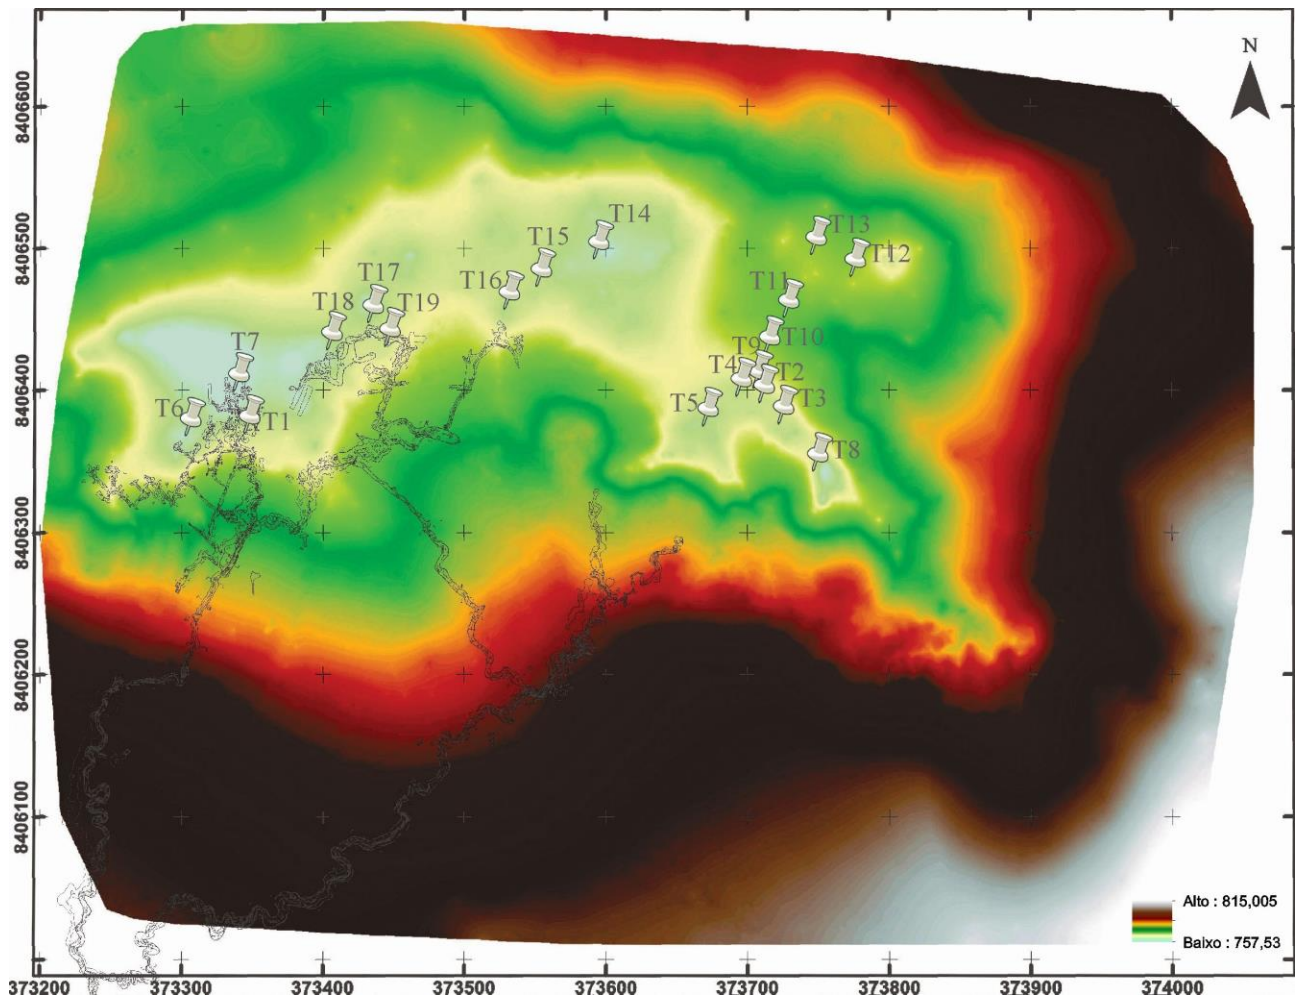 N
8406600
8406500
8406400
8406300
8406200
8406100
T14
T13
T15
T12
T17
T16
T11
T18
T19
T10
T7
T9
T4
T2
T6
T1
T5
T3
T8
Alto : 815,005
Baixo : 757,53
373200
373300
373400
373500
373600
373700
373800
373900
374000